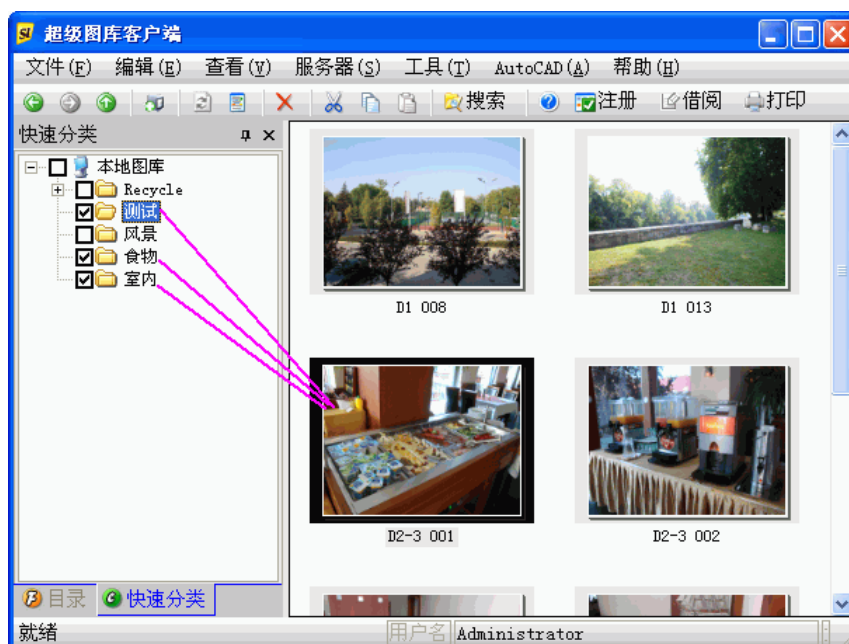 超级图库客户端
文件(F) 编辑(E) 查看(V) 服务器(S) 工具(T) AutoCAD(A) 帮助(H)
搜索 注册 借阅 打印
快速分类
本地图库
Recycle
测试
风景
食物
室内
D1 008 D1 013
D2-3 001 D2-3 002
目录 快速分类
就绪 用户名 Administrator